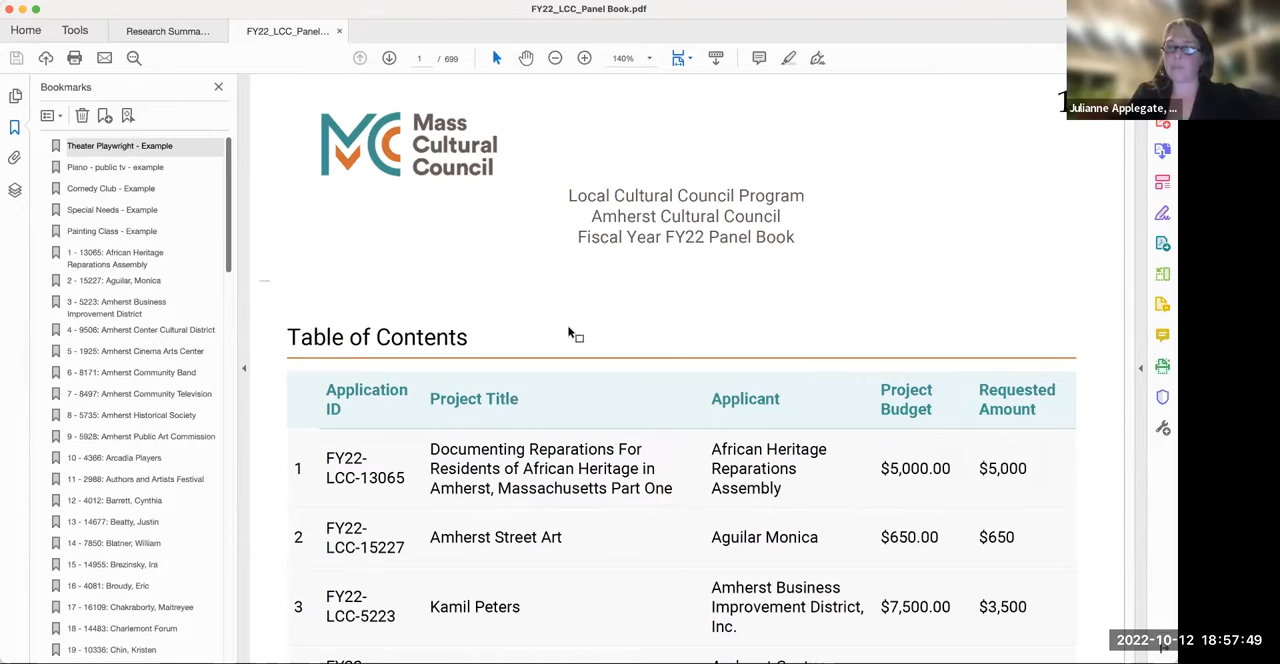 FY22_LCC_Panel Book.pdf
Home
Tools
Research Summa...
FY22_LCC_Panel... ×
1 / 699
140%
Bookmarks
Theater Playwright - Example
Piano - public tv - example
Comedy Club - Example
Special Needs - Example
Painting Class - Example
1 - 13065: African Heritage
Reparations Assembly
2 - 15227: Aguilar, Monica
3 - 5223: Amherst Business
Improvement District
4 - 9506: Amherst Center Cultural District
5 - 1925: Amherst Cinema Arts Center
6 - 8171: Amherst Community Band
7 - 8497: Amherst Community Television
8 - 5735: Amherst Historical Society
9 - 5928: Amherst Public Art Commission
10 - 4366: Arcadia Players
11 - 2988: Authors and Artists Festival
12 - 4012: Barrett, Cynthia
13 - 14677: Beatty, Justin
14 - 7850: Blatner, William
15 - 14955: Brezinsky, Ira
16 - 4081: Broudy, Eric
17 - 16109: Chakraborty, Maitreyee
18 - 14483: Charlemont Forum
19 - 10336: Chin, Kristen
MC
Mass
Cultural
Council
Local Cultural Council Program
Amherst Cultural Council
Fiscal Year FY22 Panel Book
Table of Contents
Application ID Project Title Applicant Project Budget Requested Amount
1 FY22-LCC-13065 Documenting Reparations For Residents of African Heritage in Amherst, Massachusetts Part One African Heritage Reparations Assembly $5,000.00 $5,000
2 FY22-LCC-15227 Amherst Street Art Aguilar Monica $650.00 $650
3 FY22-LCC-5223 Kamil Peters Amherst Business Improvement District, Inc. $7,500.00 $3,500
Julianne Applegate, ...
2022-10-12 18:57:49